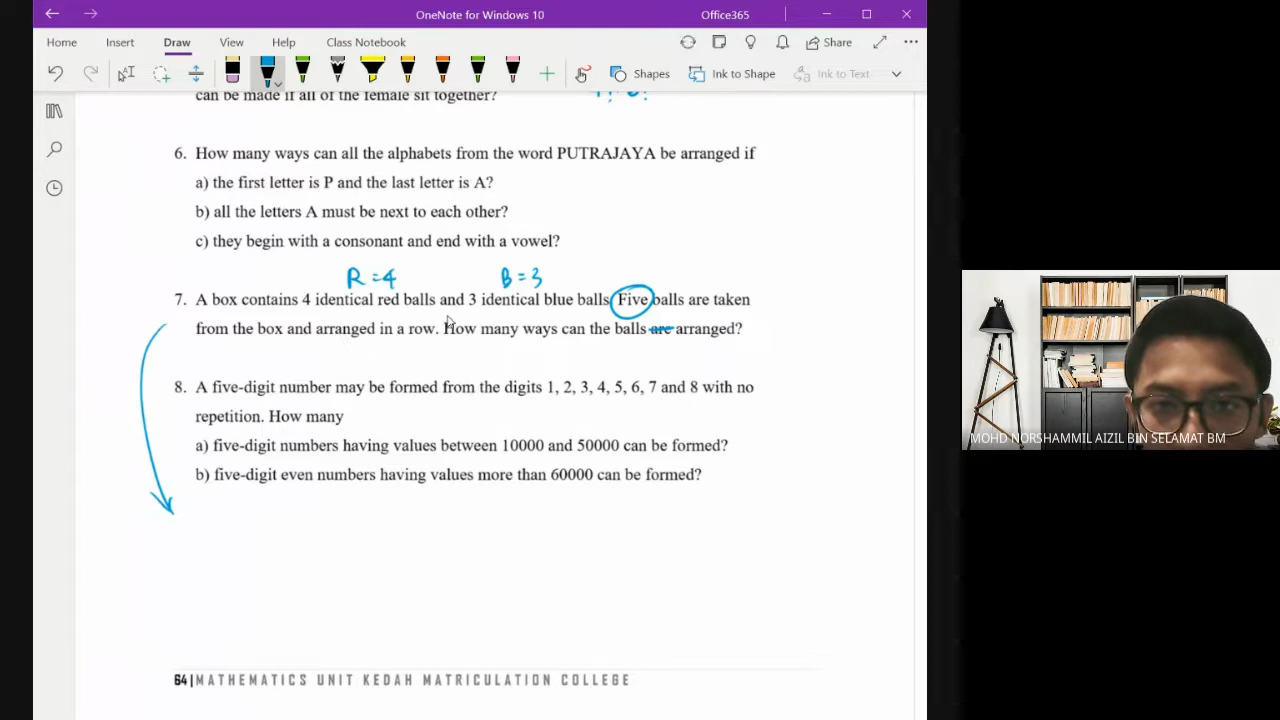 OneNote for Windows 10
Office365
Home
Insert
Draw
View
Help
Class Notebook
Share
Shapes
Ink to Shape
Ink to Text
can be made if all of the female sit together?
6. How many ways can all the alphabets from the word PUTRAJAYA be arranged if
a) the first letter is P and the last letter is A?
b) all the letters A must be next to each other?
c) they begin with a consonant and end with a vowel?
R = 4
B = 3
7. A box contains 4 identical red balls and 3 identical blue balls. Five balls are taken
from the box and arranged in a row. How many ways can the balls are arranged?
8. A five-digit number may be formed from the digits 1, 2, 3, 4, 5, 6, 7 and 8 with no
repetition. How many
a) five-digit numbers having values between 10000 and 50000 can be formed?
b) five-digit even numbers having values more than 60000 can be formed?
64|MATHEMATICS UNIT KEDAH MATRICULATION COLLEGE
MOHD NORSHAMMIL AIZIL BIN SELAMAT BM